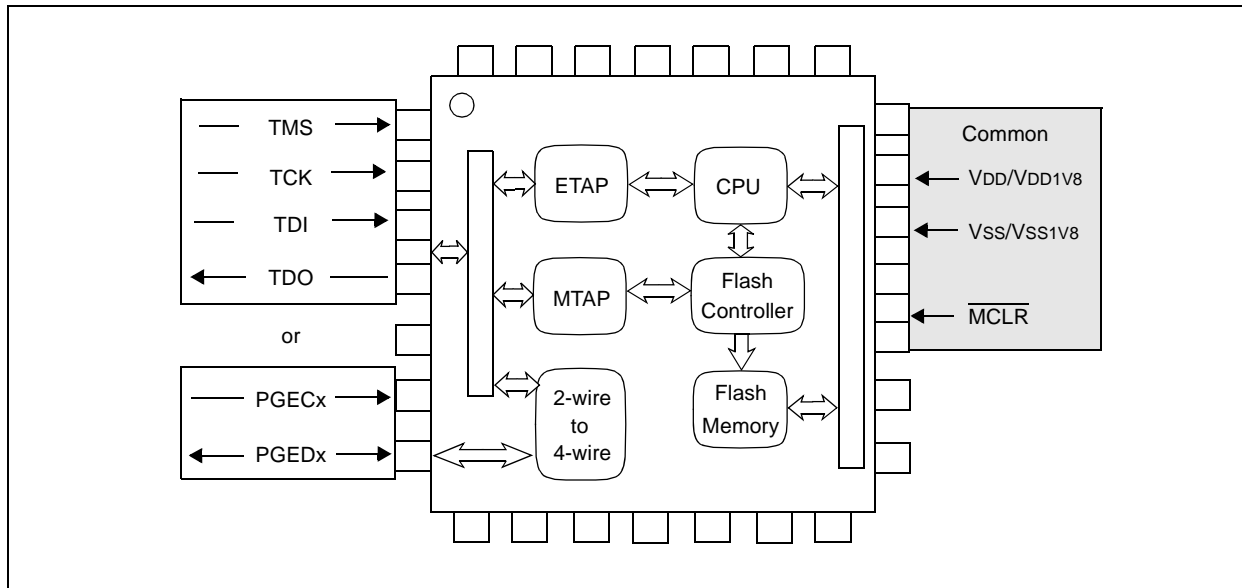 TMS
TCK
TDI
TDO
or
PGECx
PGEDx
ETAP
MTAP
2-wire
to
4-wire
CPU
Flash
Controller
Flash
Memory
Common
VDD/VDD1V8
VSS/VSS1V8
MCLR